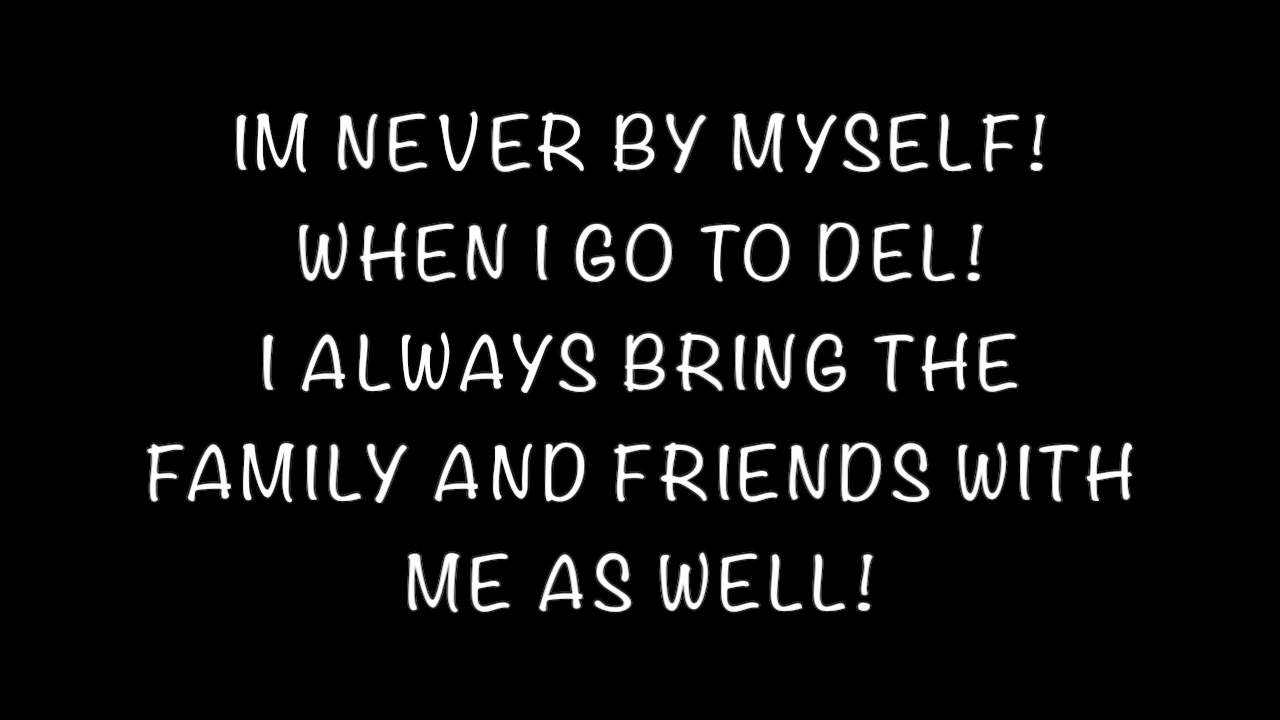 IM NEVER BY MYSELF!
WHEN I GO TO DEL!
I ALWAYS BRING THE
FAMILY AND FRIENDS WITH
ME AS WELL!